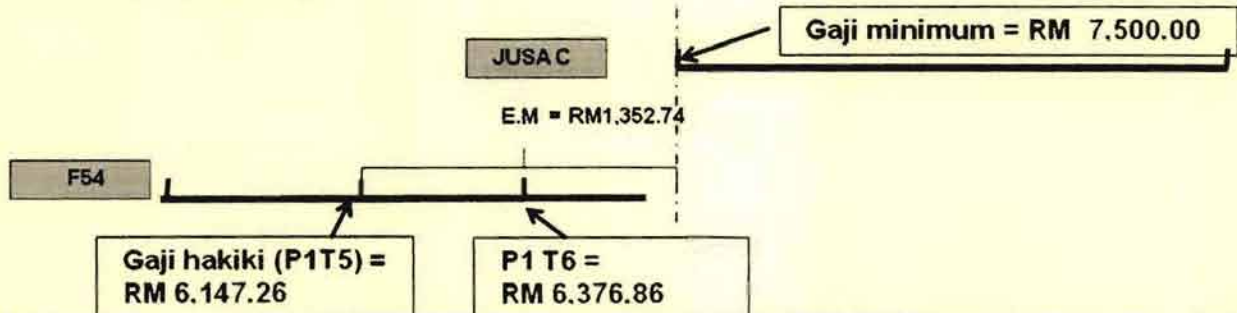 Gaji minimum = RM 7,500.00
JUSA C
E.M = RM1,352.74
F54
Gaji hakiki (P1T5) =
RM 6.147.26
P1 T6 =
RM 6.376.86